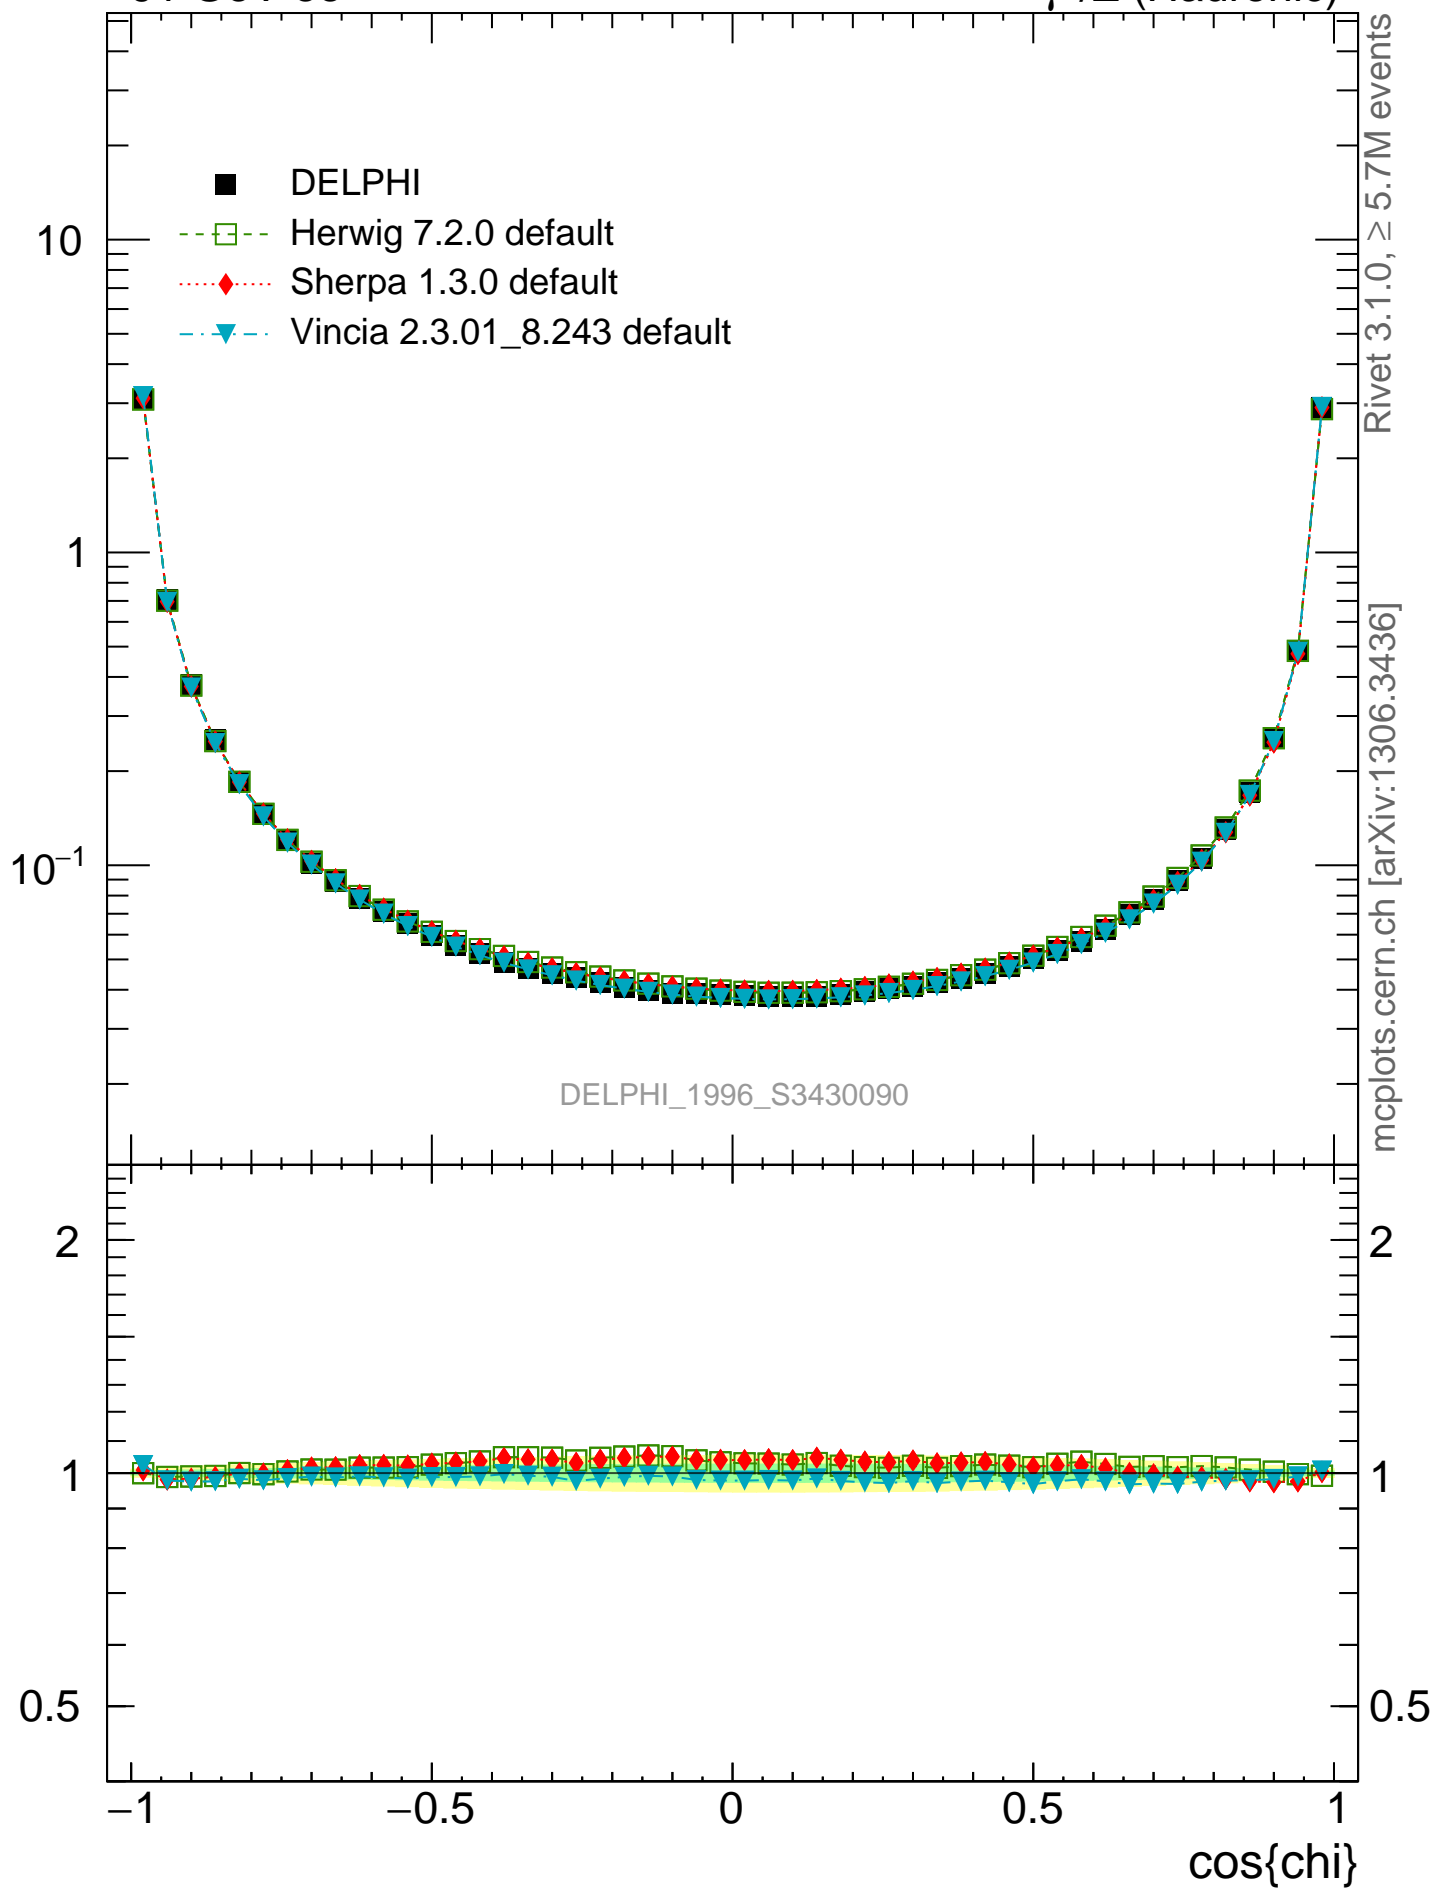 DELPHI
Herwig 7.2.0 default
Sherpa 1.3.0 default
Vincia 2.3.01_8.243 default
10
1
10⁻¹
DELPHI_1996_S3430090
Rivet 3.1.0, ≥ 5.7M events
mcplots.cern.ch [arXiv:1306.3436]
2 2
1 1
0.5 0.5
−1 −0.5 0 0.5 1
cos{chi}